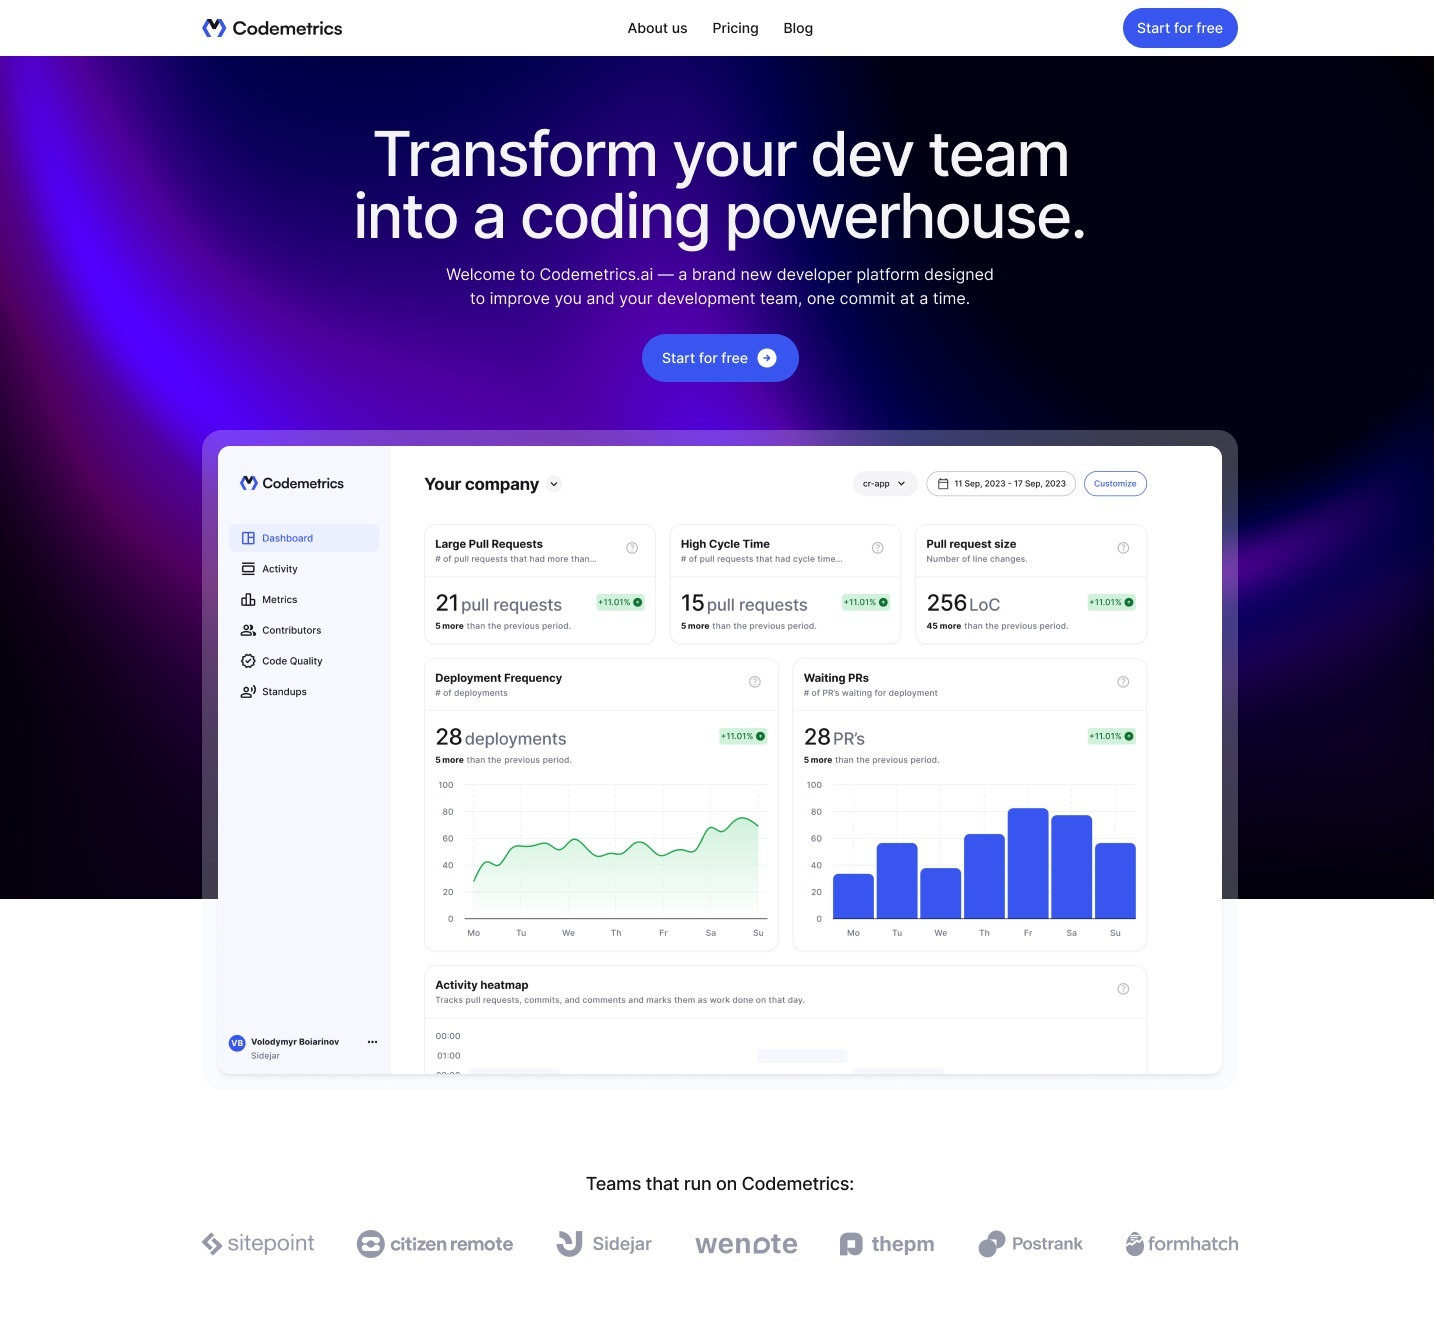 Codemetrics
About us
Pricing
Blog
Start for free
Transform your dev team
into a coding powerhouse.
Welcome to Codemetrics.ai — a brand new developer platform designed
to improve you and your development team, one commit at a time.
Start for free
Codemetrics
Dashboard
Activity
Metrics
Contributors
Code Quality
Standups
VB
Volodymyr Boiarinov
Sidejar
Your company
cr-app
11 Sep, 2023 - 17 Sep, 2023
Customize
Large Pull Requests
# of pull requests that had more than...
21 pull requests
+11.01%
5 more than the previous period.
High Cycle Time
# of pull requests that had cycle time...
15 pull requests
+11.01%
5 more than the previous period.
Pull request size
Number of line changes.
256 LoC
+11.01%
45 more than the previous period.
Deployment Frequency
# of deployments
28 deployments
+11.01%
5 more than the previous period.
100
80
60
40
20
0
Mo Tu We Th Fr Sa Su
Waiting PRs
# of PR's waiting for deployment
28 PR's
+11.01%
5 more than the previous period.
100
80
60
40
20
0
Mo Tu We Th Fr Sa Su
Activity heatmap
Tracks pull requests, commits, and comments and marks them as work done on that day.
00:00
01:00
Teams that run on Codemetrics:
sitepoint
citizen remote
Sidejar
wenote
thepm
Postrank
formhatch